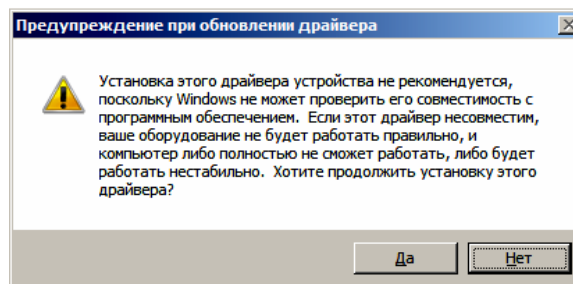 Предупреждение при обновлении драйвера
Установка этого драйвера устройства не рекомендуется,
поскольку Windows не может проверить его совместимость с
программным обеспечением. Если этот драйвер несовместим,
ваше оборудование не будет работать правильно, и
компьютер либо полностью не сможет работать, либо будет
работать нестабильно. Хотите продолжить установку этого
драйвера?
Да
Нет